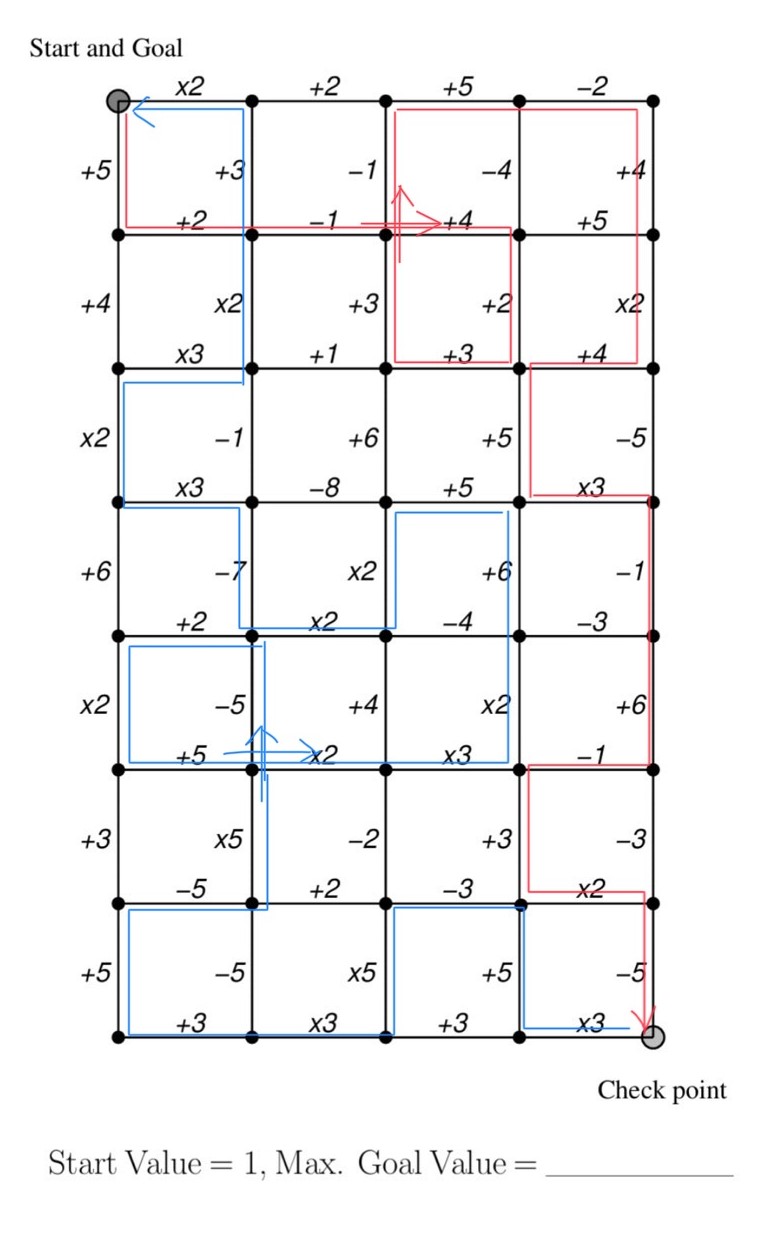 Start and Goal
x2 +2 +5 −2
+5 +3 −1 −4 +4
+2 −1 +4 +5
+4 x2 +3 +2 x2
x3 +1 +3 +4
x2 −1 +6 +5 −5
x3 −8 +5 x3
+6 −7 x2 +6 −1
+2 x2 −4 −3
x2 −5 +4 x2 +6
+5 x2 x3 −1
+3 x5 −2 +3 −3
−5 +2 −3 x2
+5 −5 x5 +5 −5
+3 x3 +3 x3
Check point
Start Value = 1, Max. Goal Value =